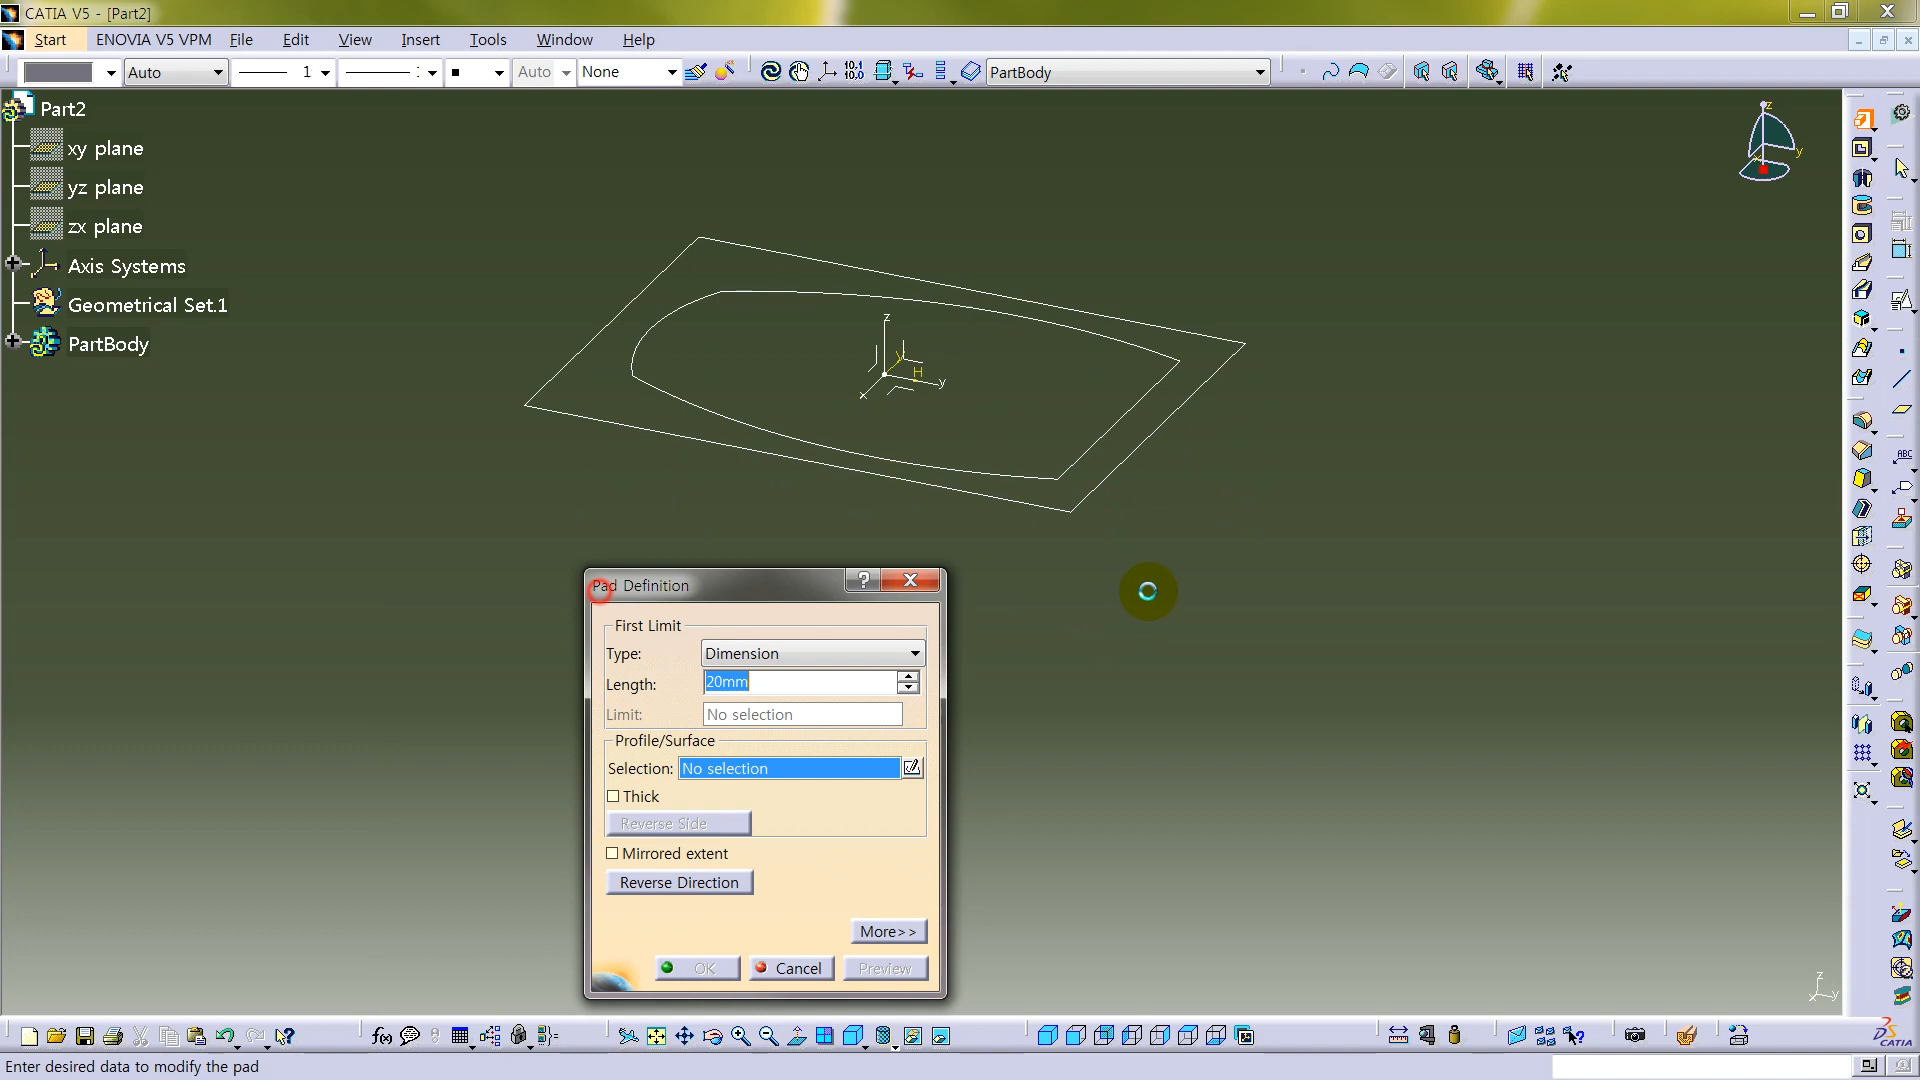 CATIA V5 - [Part2]
Start ENOVIA V5 VPM File Edit View Insert Tools Window Help
Auto 1 Auto None PartBody
Part2
xy plane
yz plane
zx plane
Axis Systems
Geometrical Set.1
PartBody
z
y
x
z
y
H
y
x
Pad Definition
First Limit
Type: Dimension
Length: 20mm
Limit: No selection
Profile/Surface
Selection: No selection
Thick
Reverse Side
Mirrored extent
Reverse Direction
More>>
OK Cancel Preview
ABC
z
x y
f(x)
CATIA
Enter desired data to modify the pad